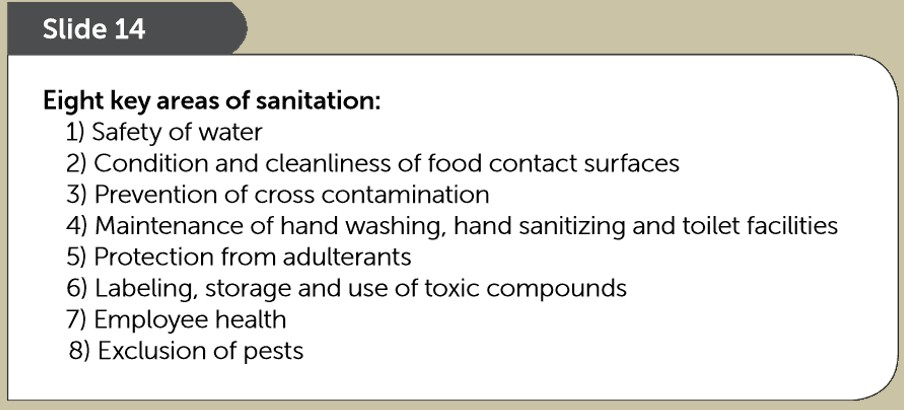 Slide 14
Eight key areas of sanitation:
1) Safety of water
2) Condition and cleanliness of food contact surfaces
3) Prevention of cross contamination
4) Maintenance of hand washing, hand sanitizing and toilet facilities
5) Protection from adulterants
6) Labeling, storage and use of toxic compounds
7) Employee health
8) Exclusion of pests